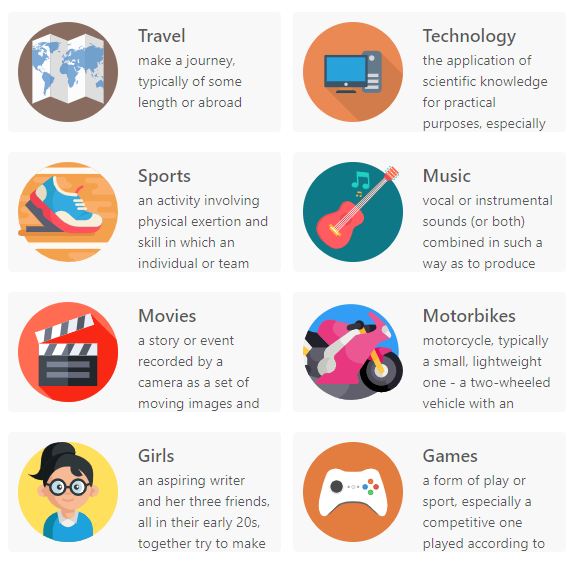 Travel
make a journey,
typically of some
length or abroad
Technology
the application of
scientific knowledge
for practical
purposes, especially
Sports
an activity involving
physical exertion and
skill in which an
individual or team
Music
vocal or instrumental
sounds (or both)
combined in such a
way as to produce
Movies
a story or event
recorded by a
camera as a set of
moving images and
Motorbikes
motorcycle, typically
a small, lightweight
one - a two-wheeled
vehicle with an
Girls
an aspiring writer
and her three friends,
all in their early 20s,
together try to make
Games
a form of play or
sport, especially a
competitive one
played according to